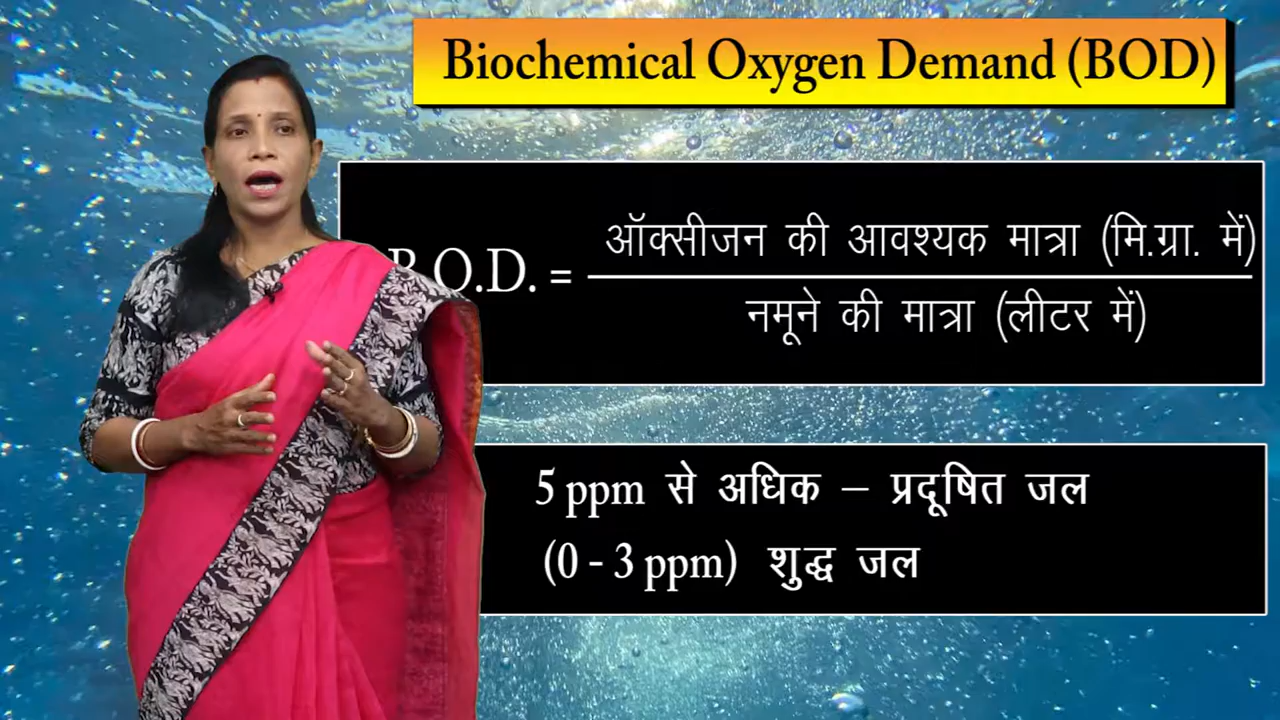 Biochemical Oxygen Demand (BOD)
B.O.D. = ऑक्सीजन की आवश्यक मात्रा (मि.ग्रा. में)
नमूने की मात्रा (लीटर में)
5 ppm से अधिक – प्रदूषित जल
(0 - 3 ppm) शुद्ध जल